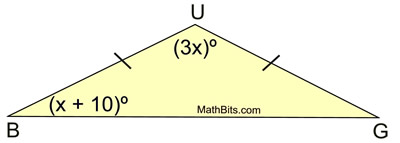 U
(3x)º
(x + 10)º
MathBits.com
B
G